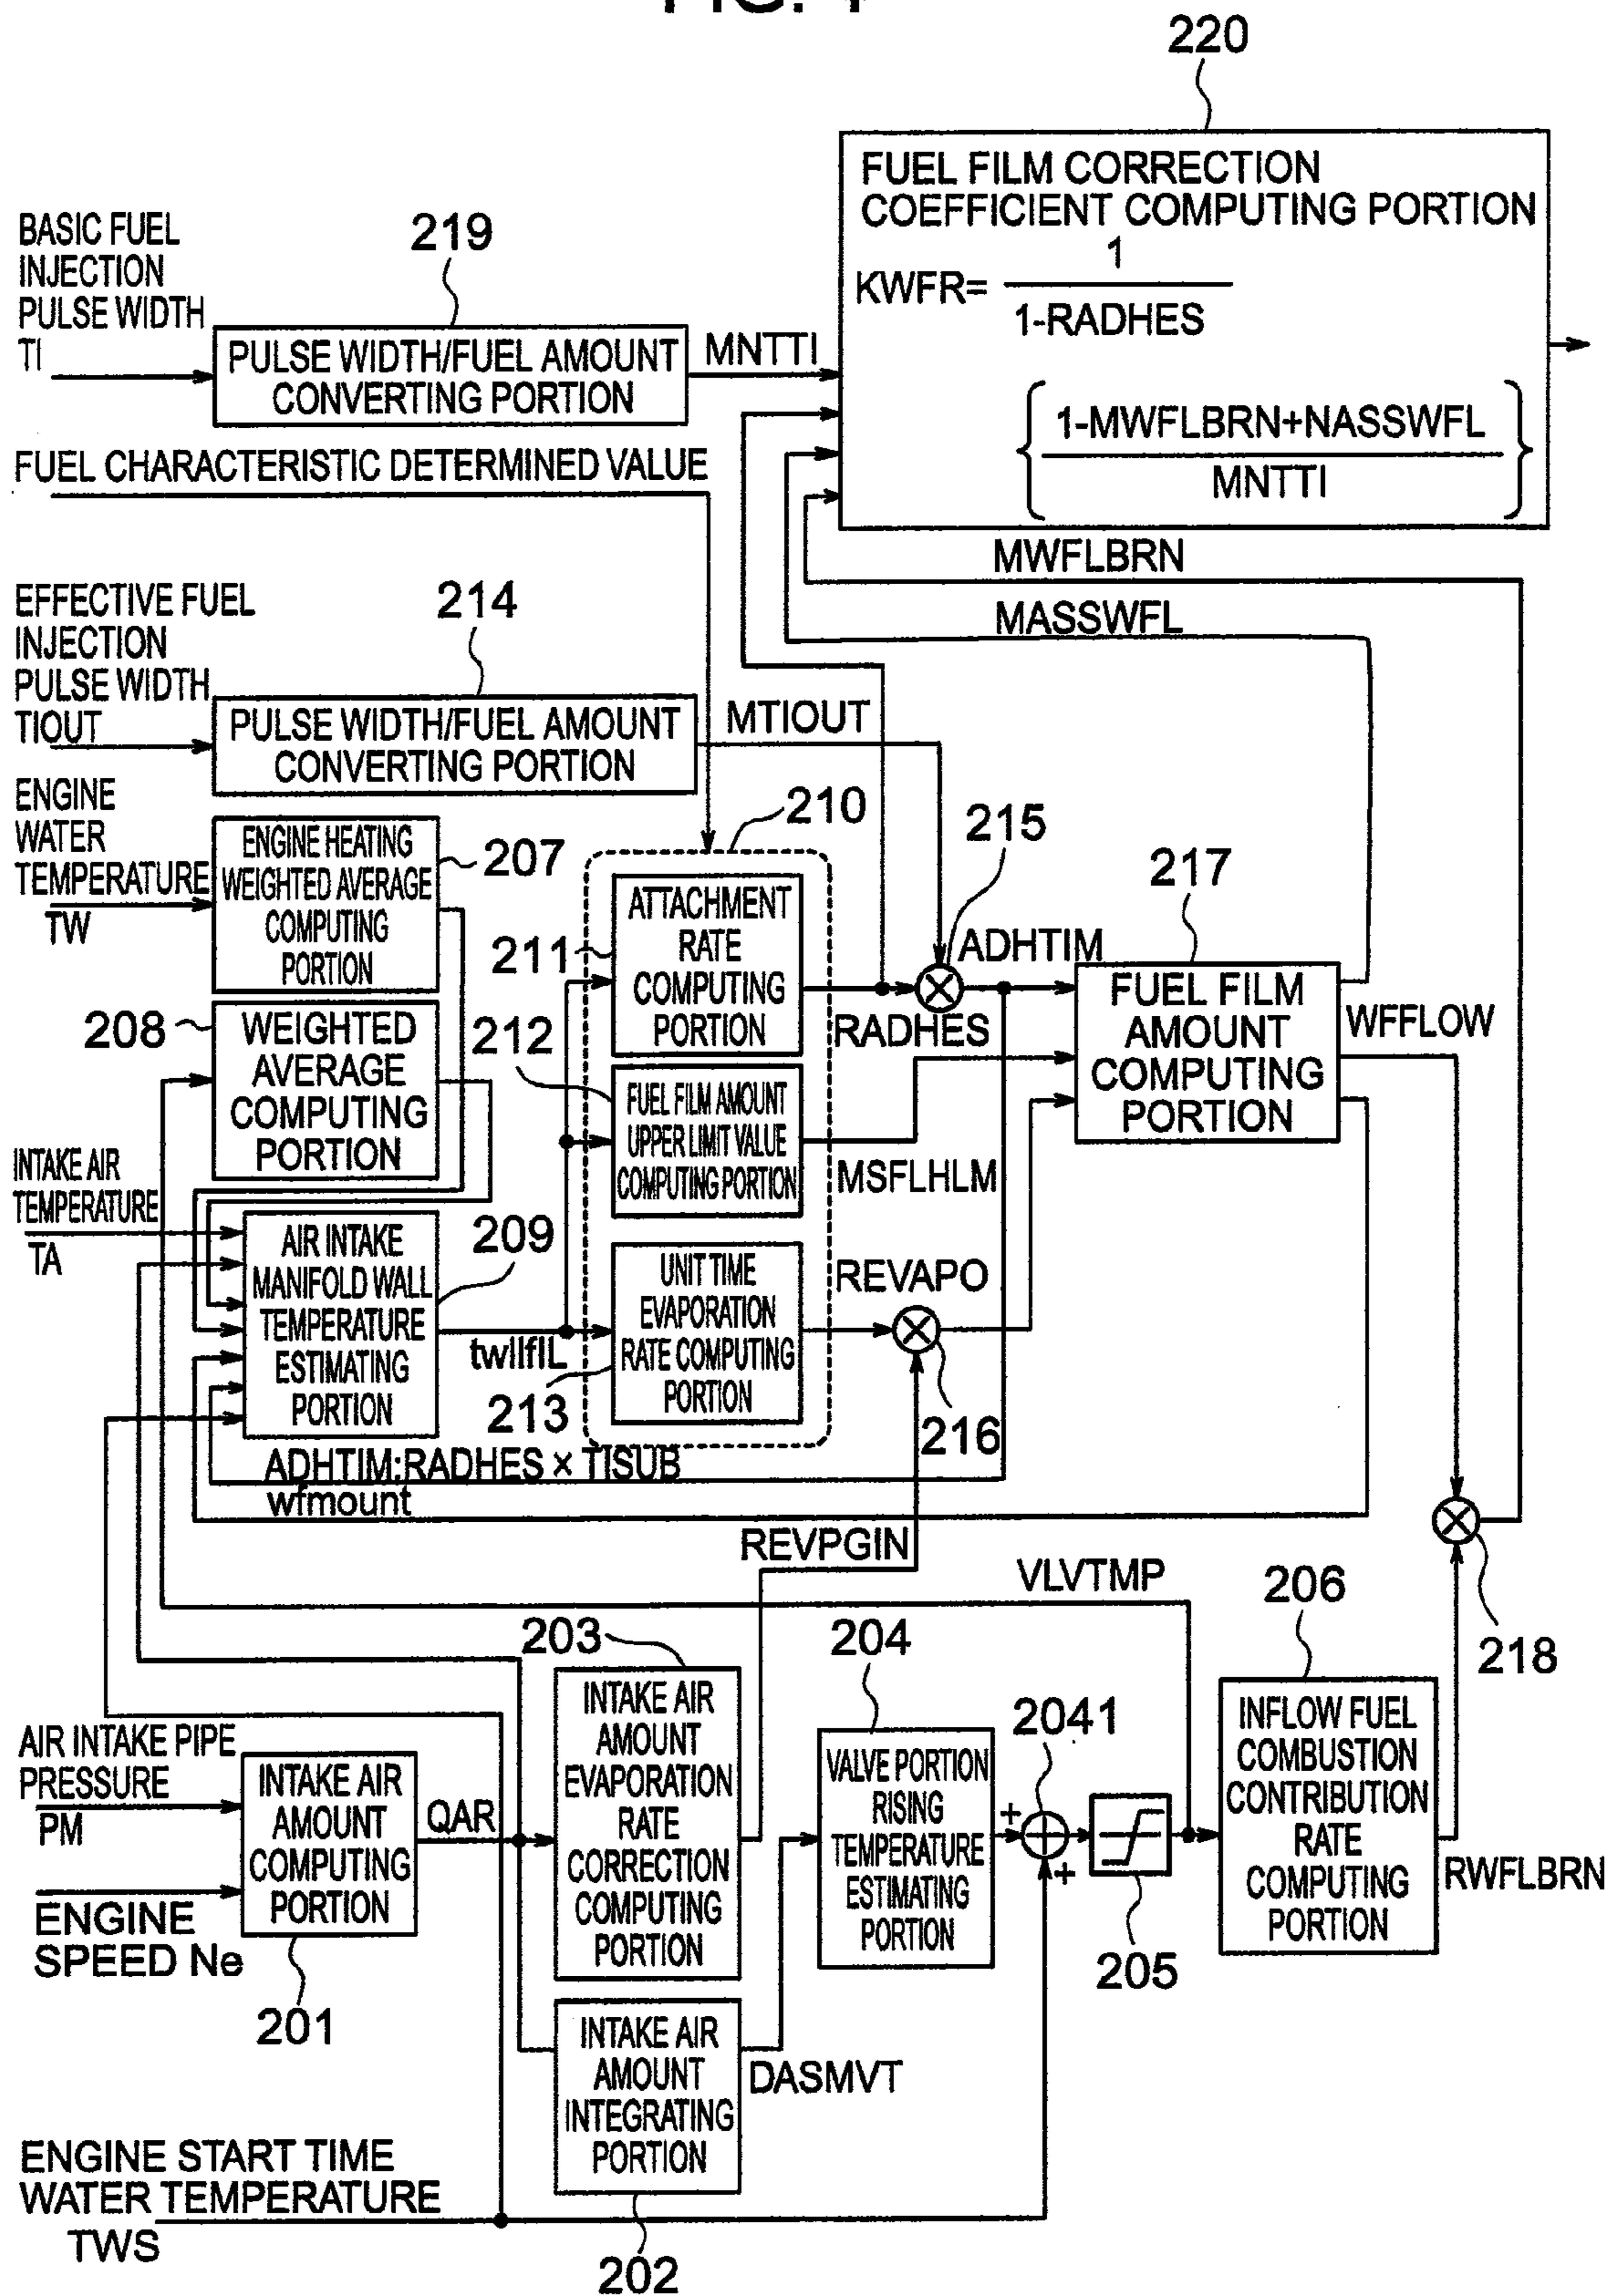 220
FUEL FILM CORRECTION
COEFFICIENT COMPUTING PORTION
KWFR=
1
1-RADHES
1-MWFLBRN+NASSWFL
MNTTI
BASIC FUEL
INJECTION
PULSE WIDTH
TI
219
PULSE WIDTH/FUEL AMOUNT
CONVERTING PORTION
MNTTI
FUEL CHARACTERISTIC DETERMINED VALUE
MWFLBRN
MASSWFL
EFFECTIVE FUEL
INJECTION
PULSE WIDTH
TIOUT
214
PULSE WIDTH/FUEL AMOUNT
CONVERTING PORTION
MTIOUT
ENGINE
WATER
TEMPERATURE
TW
ENGINE HEATING
WEIGHTED AVERAGE
COMPUTING
PORTION
207
210
215
217
211
ATTACHMENT
RATE
COMPUTING
PORTION
ADHTIM
RADHES
FUEL FILM
AMOUNT
COMPUTING
PORTION
WFFLOW
208
WEIGHTED
AVERAGE
COMPUTING
PORTION
212
FUEL FILM AMOUNT
UPPER LIMIT VALUE
COMPUTING PORTION
MSFLHLM
INTAKE AIR
TEMPERATURE
TA
AIR INTAKE
MANIFOLD WALL
TEMPERATURE
ESTIMATING
PORTION
209
twllflL
213
UNIT TIME
EVAPORATION
RATE COMPUTING
PORTION
REVAPO
216
ADHTIM:RADHES × TISUB
wfmount
REVPGIN
VLVTMP
218
203
INTAKE AIR
AMOUNT
EVAPORATION
RATE
CORRECTION
COMPUTING
PORTION
204
VALVE PORTION
RISING
TEMPERATURE
ESTIMATING
PORTION
2041
+
+
205
206
INFLOW FUEL
COMBUSTION
CONTRIBUTION
RATE
COMPUTING
PORTION
RWFLBRN
AIR INTAKE PIPE
PRESSURE
PM
ENGINE
SPEED Ne
INTAKE AIR
AMOUNT
COMPUTING
PORTION
201
QAR
INTAKE AIR
AMOUNT
INTEGRATING
PORTION
DASMVT
202
ENGINE START TIME
WATER TEMPERATURE
TWS